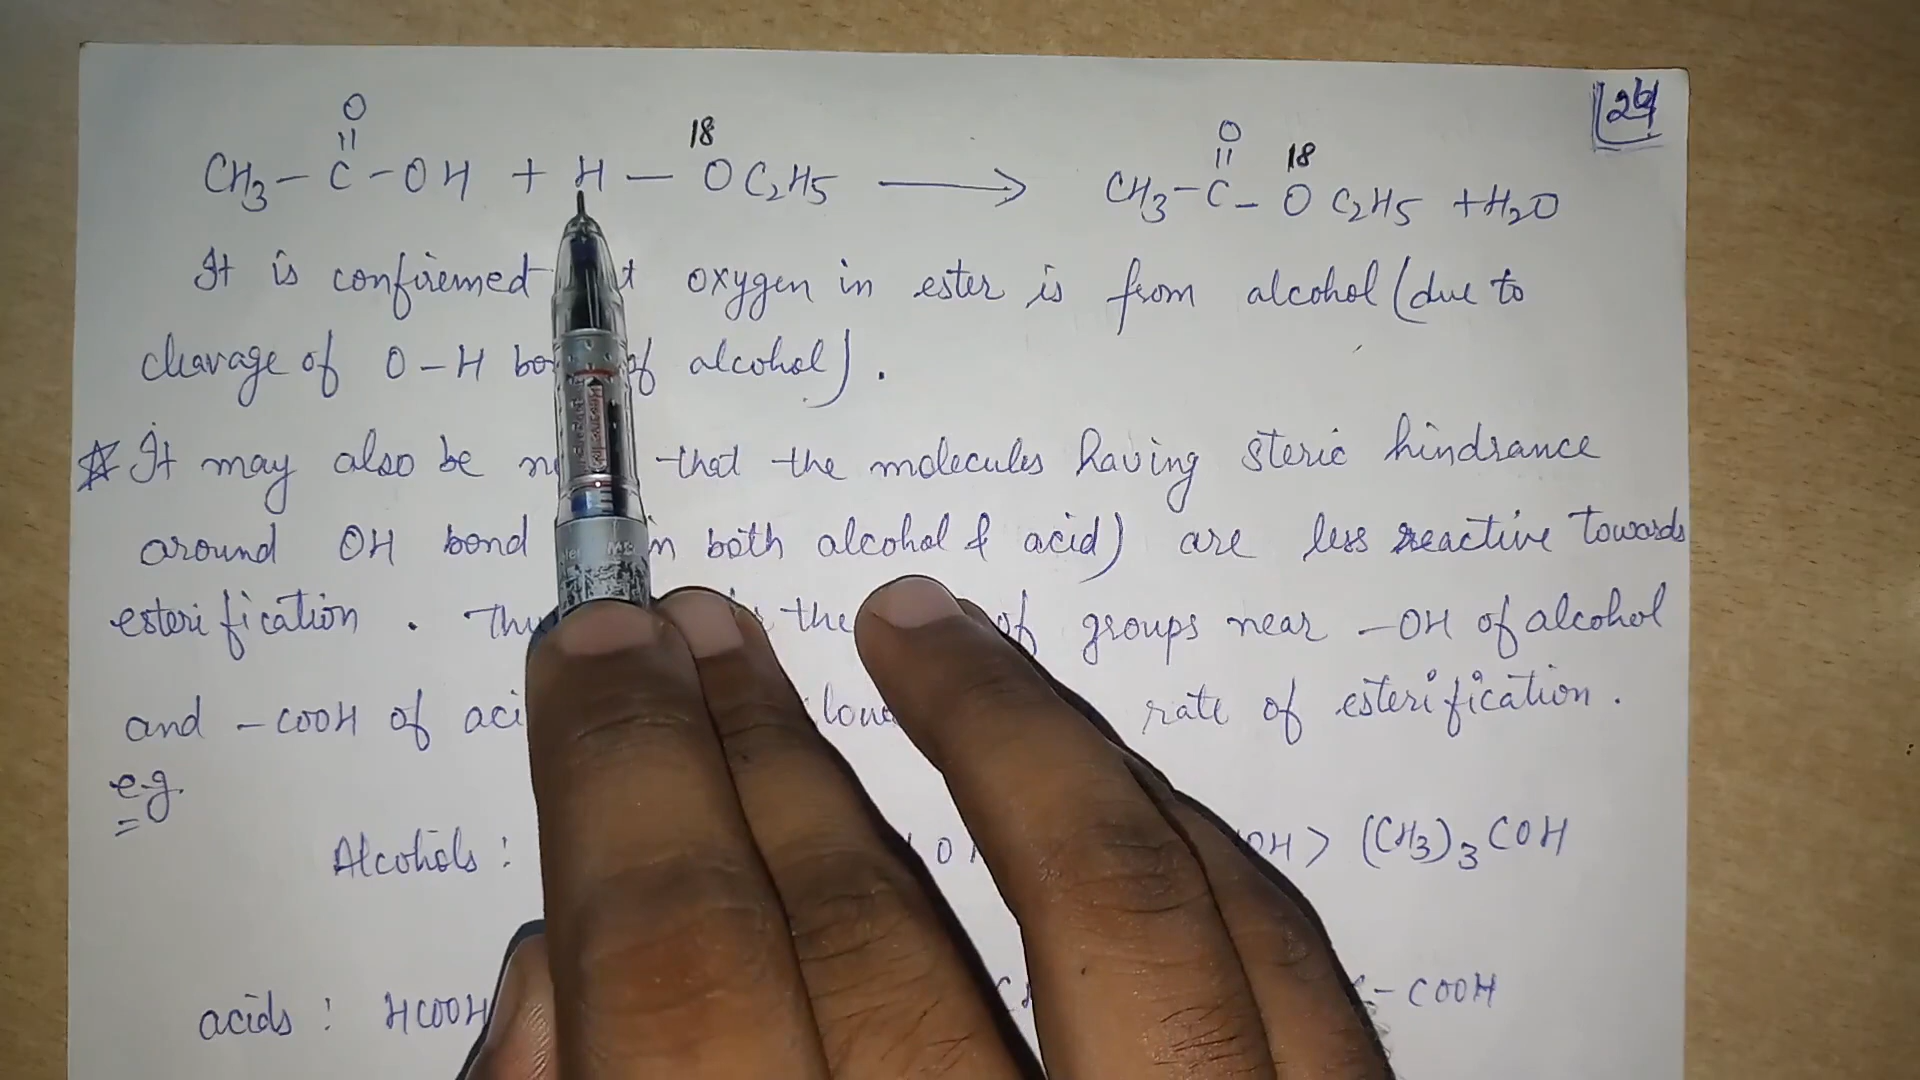 26
O O
|| 18 || 18
CH3 - C - OH + H — OC2H5 ⟶ CH3 - C - O C2H5 + H2O
It is confiremed oxygen in ester is from alcohol (due to
cleavage of O - H of alcohol).
☆ It may also be that the molecules having steric hindrance
around OH bond in both alcohol & acid) are less reactive towards
esterification. the of groups near -OH of alcohol
and -COOH of rate of esterification.
e.g.
Alcohols : OH > (CH3)3 COH
acids : HCOOH - COOH